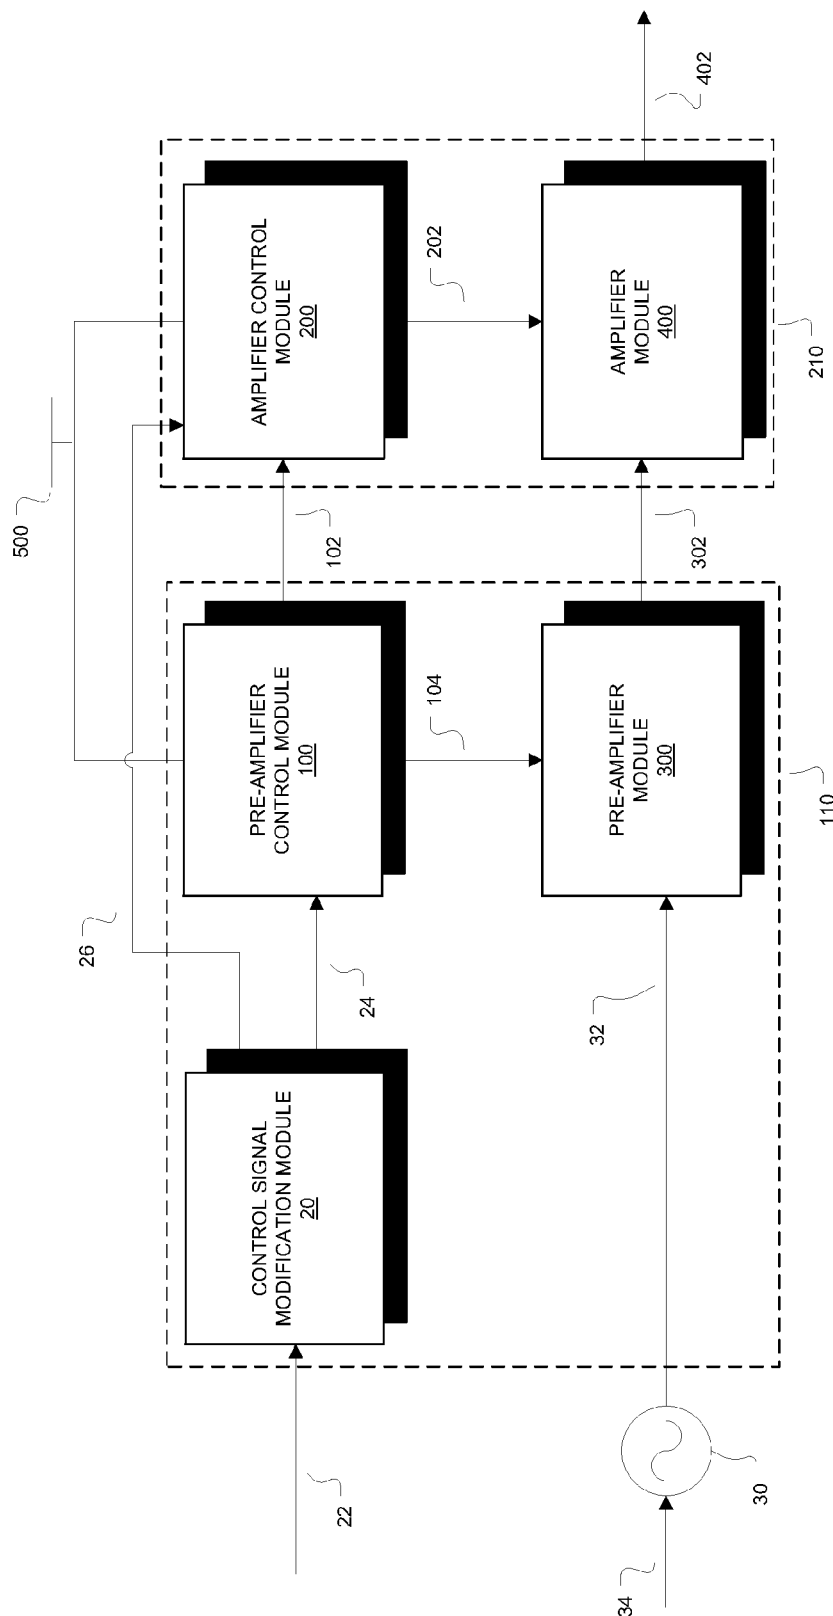 500
26
CONTROL SIGNAL
MODIFICATION MODULE
20
PRE-AMPLIFIER
CONTROL MODULE
100
AMPLIFIER CONTROL
MODULE
200
22
24
102
104
202
32
PRE-AMPLIFIER
MODULE
300
AMPLIFIER
MODULE
400
34
30
302
402
110
210